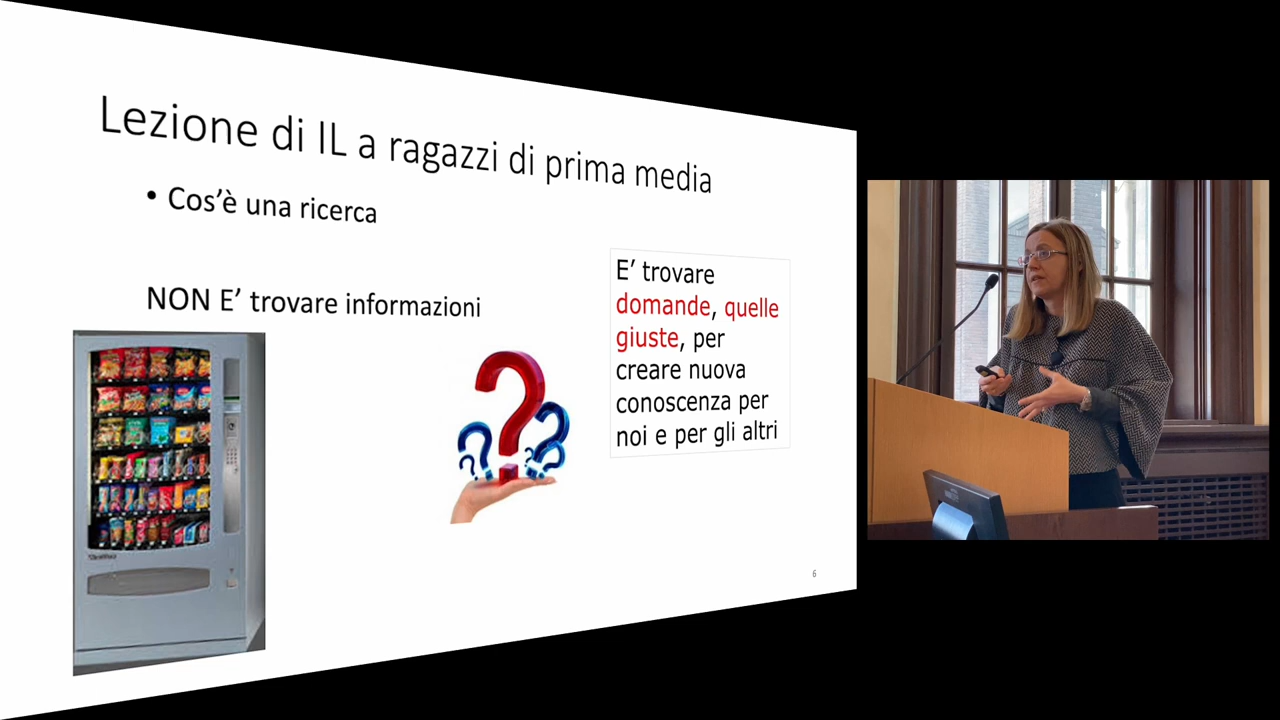 Lezione di IL a ragazzi di prima media
• Cos’è una ricerca
NON E’ trovare informazioni
E’ trovare
domande, quelle
giuste, per
creare nuova
conoscenza per
noi e per gli altri
6